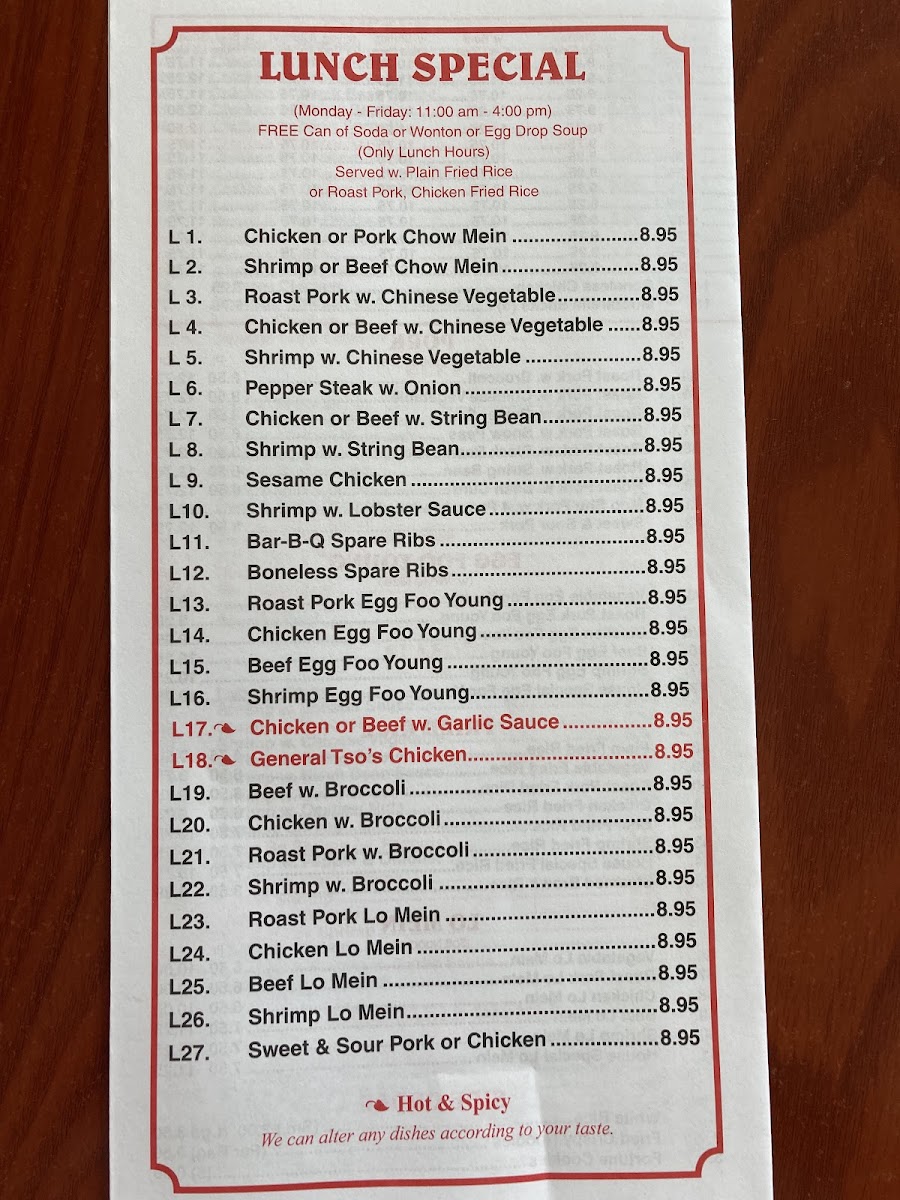 LUNCH SPECIAL
(Monday - Friday: 11:00 am - 4:00 pm)
FREE Can of Soda or Wonton or Egg Drop Soup
(Only Lunch Hours)
Served w. Plain Fried Rice
or Roast Pork, Chicken Fried Rice
L 1. Chicken or Pork Chow Mein ......................8.95
L 2. Shrimp or Beef Chow Mein........................8.95
L 3. Roast Pork w. Chinese Vegetable..............8.95
L 4. Chicken or Beef w. Chinese Vegetable ......8.95
L 5. Shrimp w. Chinese Vegetable ....................8.95
L 6. Pepper Steak w. Onion ...............................8.95
L 7. Chicken or Beef w. String Bean.................8.95
L 8. Shrimp w. String Bean................................8.95
L 9. Sesame Chicken ........................................8.95
L10. Shrimp w. Lobster Sauce ...........................8.95
L11. Bar-B-Q Spare Ribs ....................................8.95
L12. Boneless Spare Ribs..................................8.95
L13. Roast Pork Egg Foo Young ........................8.95
L14. Chicken Egg Foo Young .............................8.95
L15. Beef Egg Foo Young ...................................8.95
L16. Shrimp Egg Foo Young...............................8.95
L17. Chicken or Beef w. Garlic Sauce ................8.95
L18. General Tso's Chicken................................8.95
L19. Beef w. Broccoli ..........................................8.95
L20. Chicken w. Broccoli....................................8.95
L21. Roast Pork w. Broccoli ...............................8.95
L22. Shrimp w. Broccoli .....................................8.95
L23. Roast Pork Lo Mein ....................................8.95
L24. Chicken Lo Mein .........................................8.95
L25. Beef Lo Mein ...............................................8.95
L26. Shrimp Lo Mein...........................................8.95
L27. Sweet & Sour Pork or Chicken ...................8.95
Hot & Spicy
We can alter any dishes according to your taste.